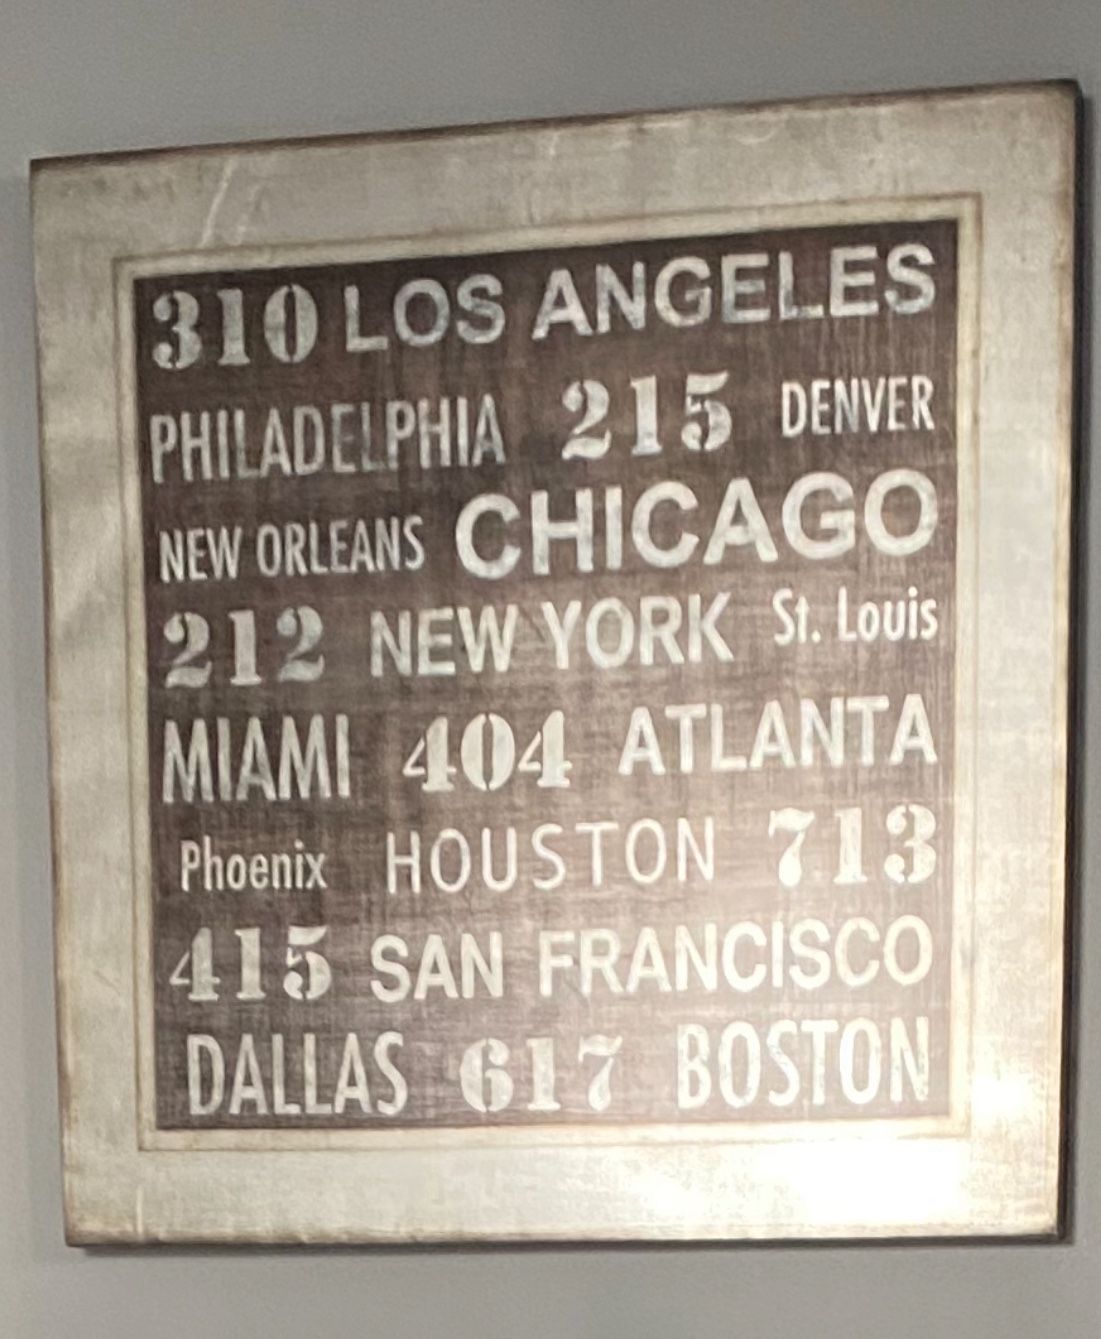 310 LOS ANGELES
PHILADELPHIA 215 DENVER
NEW ORLEANS CHICAGO
212 NEW YORK St. Louis
MIAMI 404 ATLANTA
Phoenix HOUSTON 713
415 SAN FRANCISCO
DALLAS 617 BOSTON